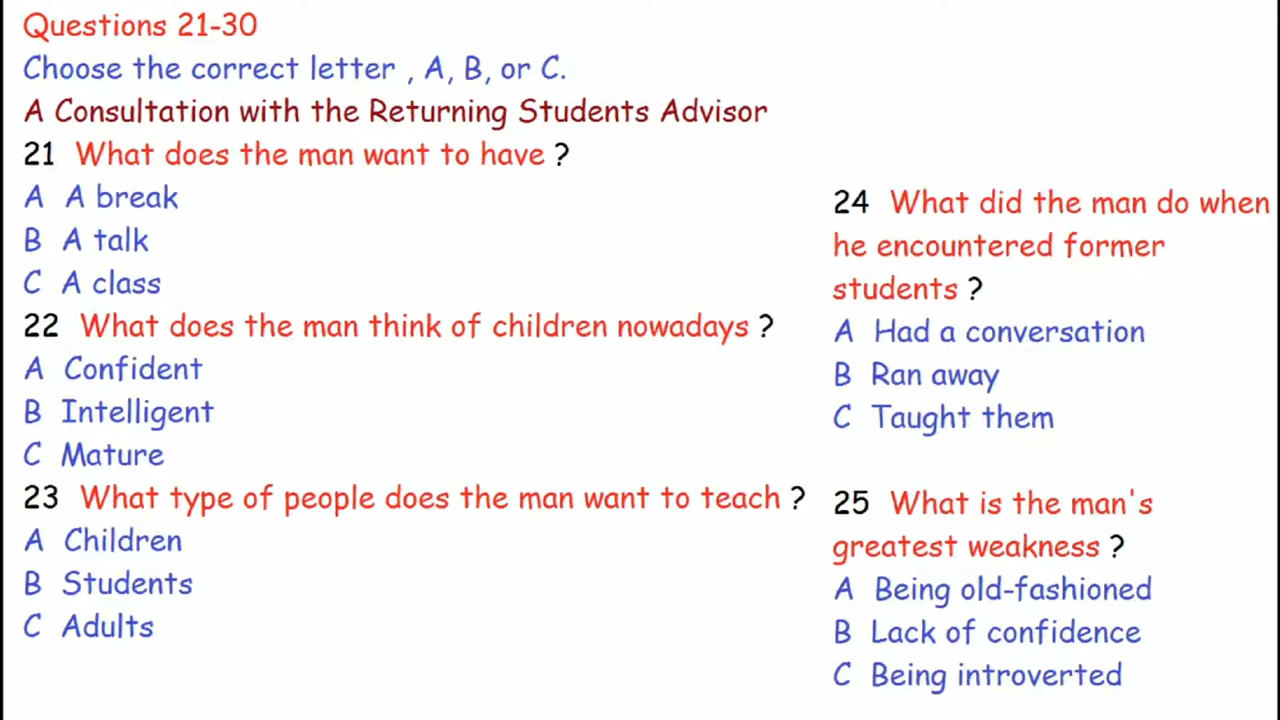 Questions 21-30
Choose the correct letter , A, B, or C.
A Consultation with the Returning Students Advisor
21 What does the man want to have ?
A A break
B A talk
C A class
22 What does the man think of children nowadays ?
A Confident
B Intelligent
C Mature
23 What type of people does the man want to teach ?
A Children
B Students
C Adults
24 What did the man do when
he encountered former
students ?
A Had a conversation
B Ran away
C Taught them
25 What is the man's
greatest weakness ?
A Being old-fashioned
B Lack of confidence
C Being introverted